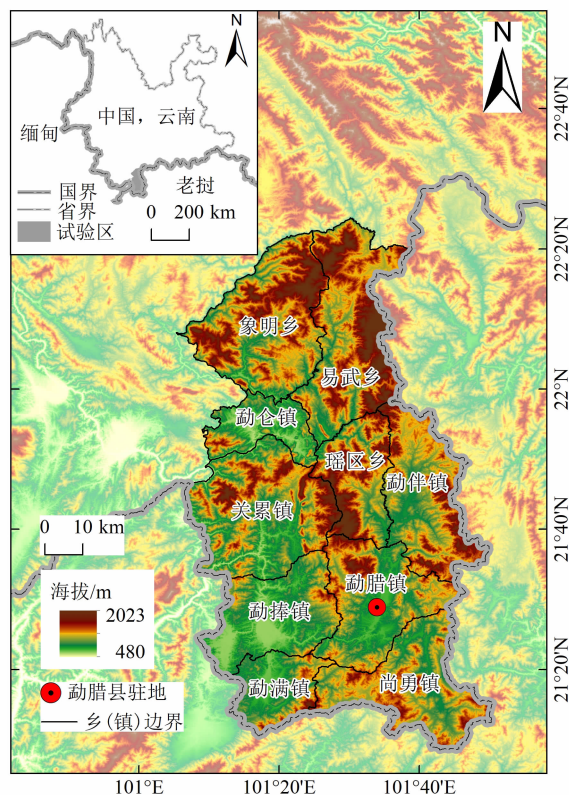 N
缅甸
中国，云南
老挝
国界
省界
试验区
0 200 km
N
22°40′N
22°20′N
22°N
21°40′N
21°20′N
象明乡
易武乡
勐仑镇
瑶区乡
勐伴镇
关累镇
勐腊镇
勐捧镇
勐满镇
尚勇镇
0 10 km
海拔/m
2023
480
勐腊县驻地
乡(镇)边界
101°E
101°20′E
101°40′E